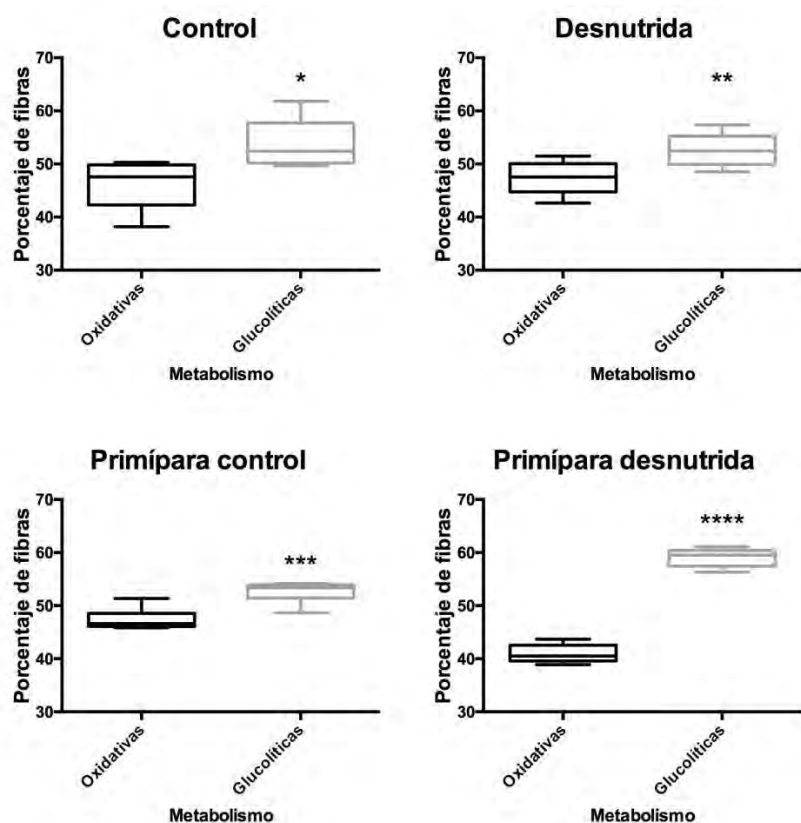 Control
*
Porcentaje de fibras
70
60
50
40
30
Oxidativas
Glucolíticas
Metabolismo
Desnutrida
**
Porcentaje de fibras
70
60
50
40
30
Oxidativas
Glucolíticas
Metabolismo
Primípara control
***
Porcentaje de fibras
70
60
50
40
30
Oxidativas
Glucolíticas
Metabolismo
Primípara desnutrida
****
Porcentaje de fibras
70
60
50
40
30
Oxidativas
Glucolíticas
Metabolismo